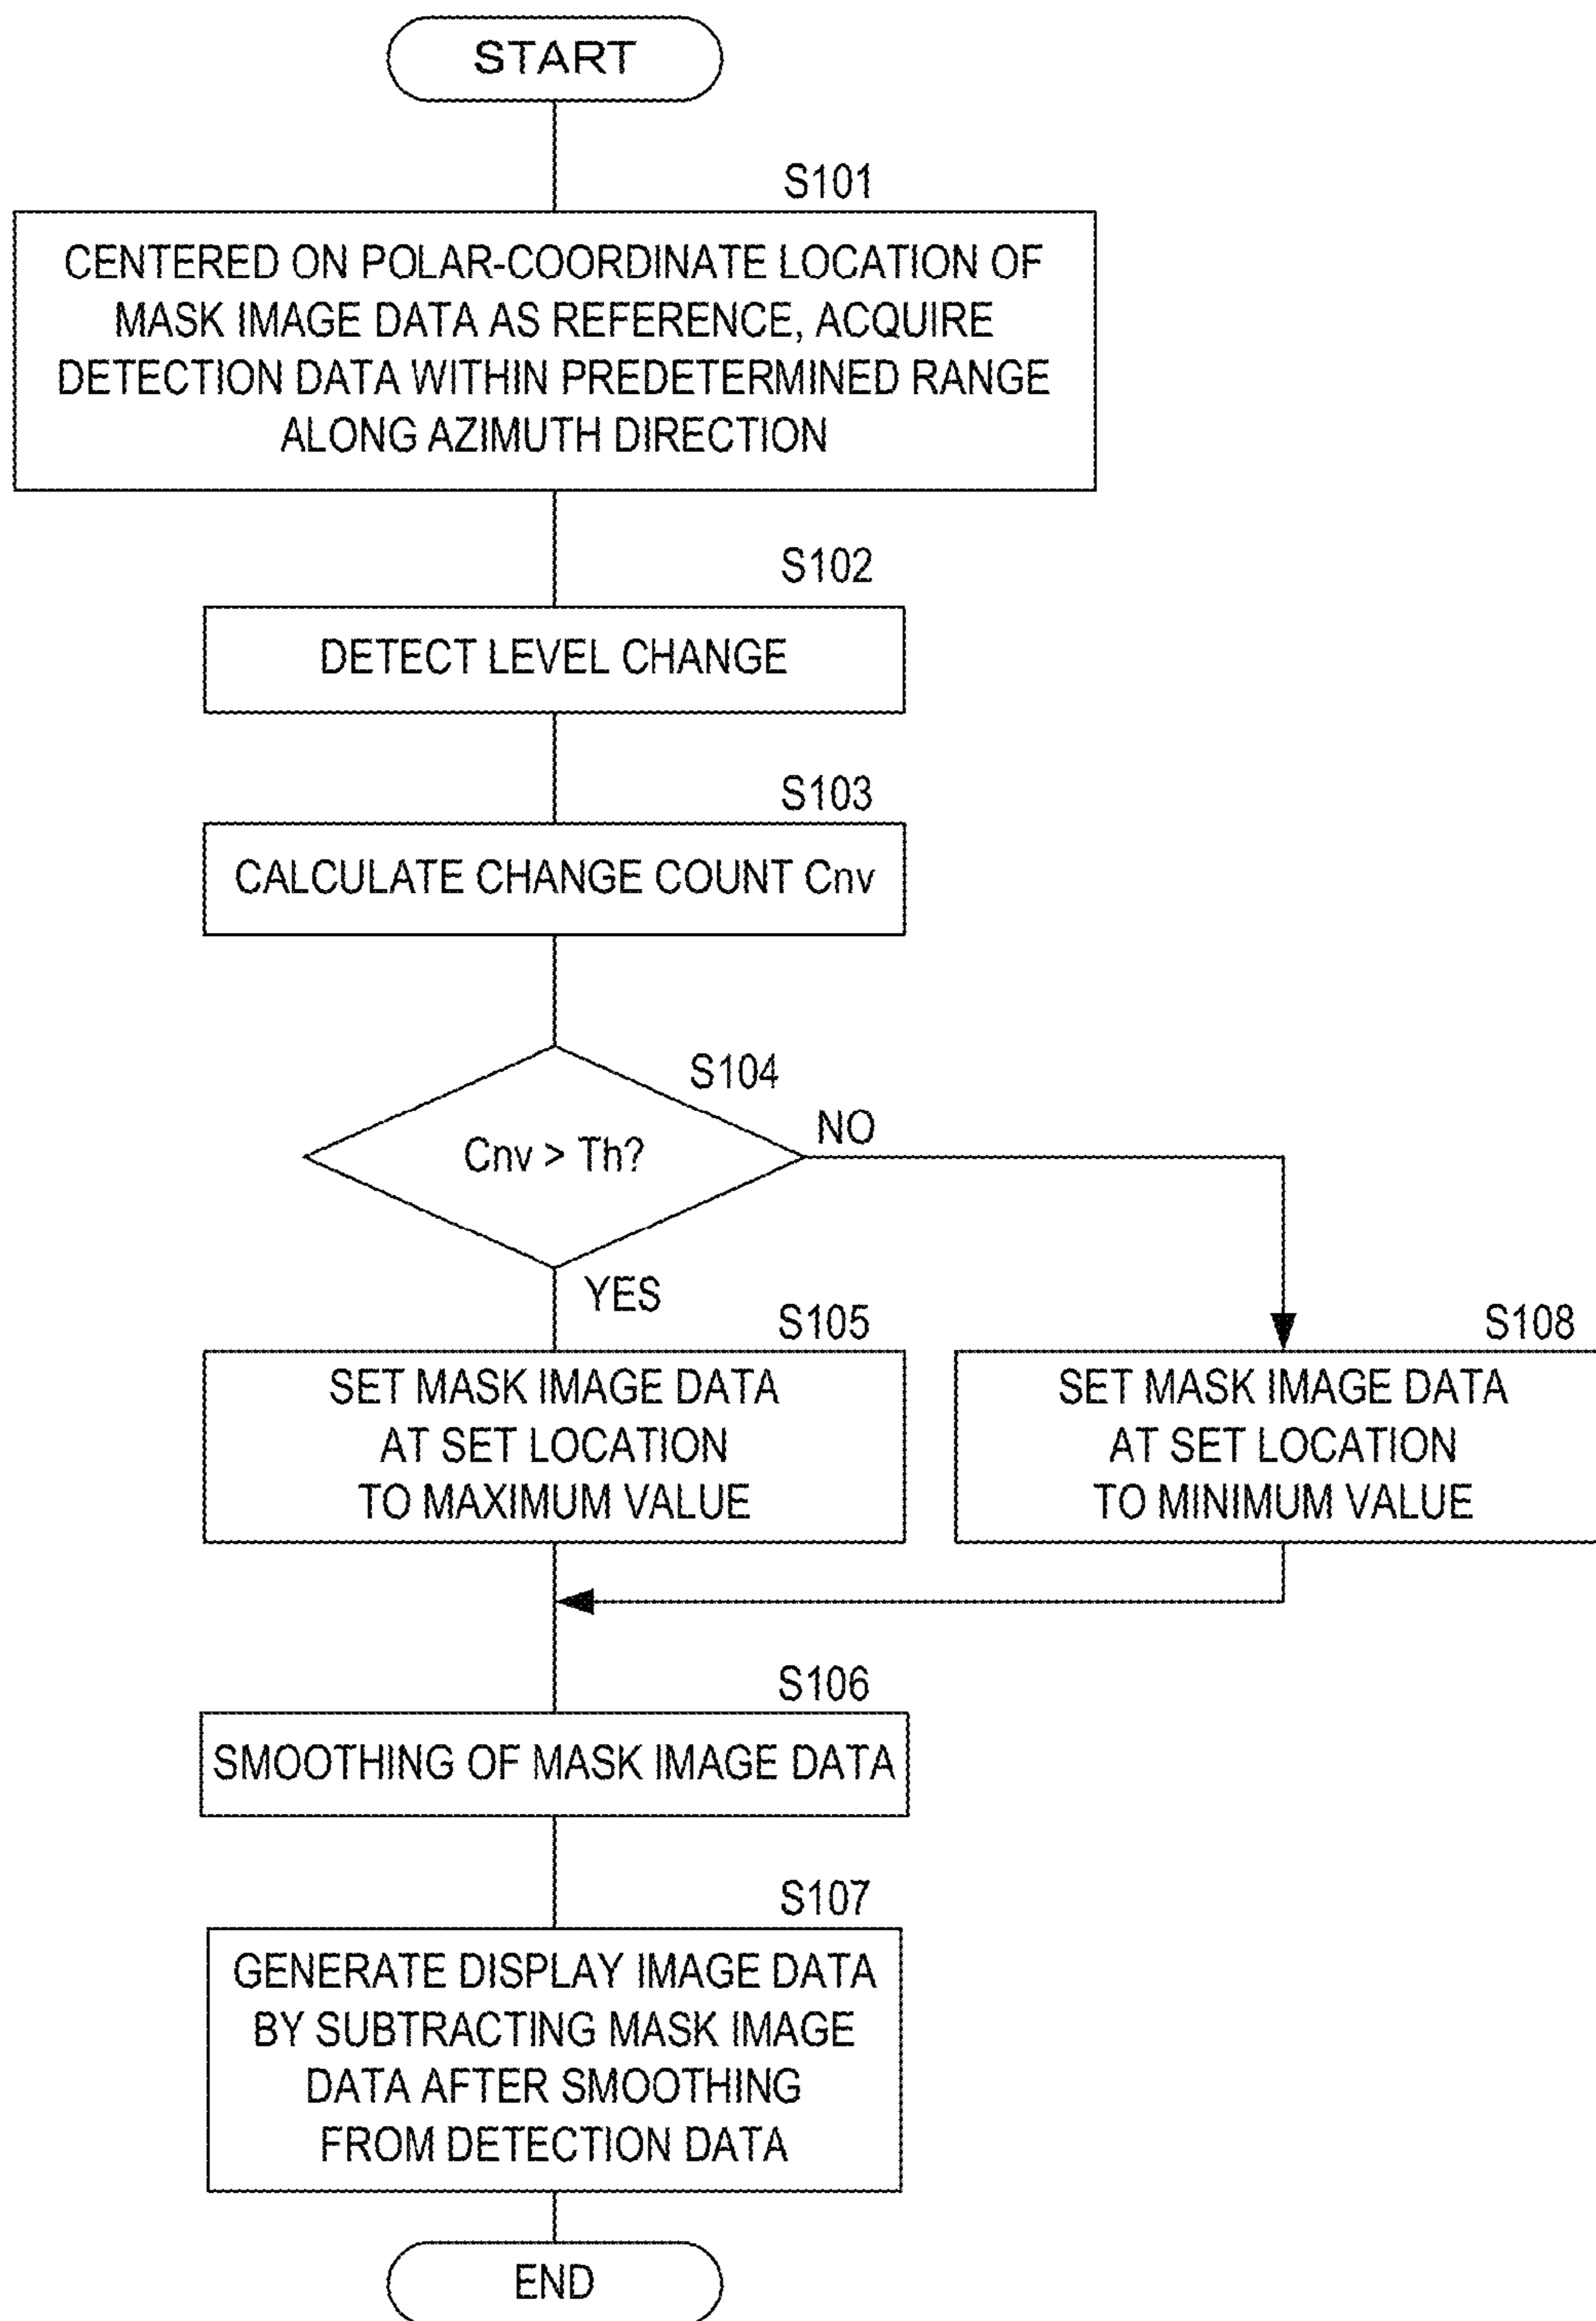 START
S101
CENTERED ON POLAR-COORDINATE LOCATION OF
MASK IMAGE DATA AS REFERENCE, ACQUIRE
DETECTION DATA WITHIN PREDETERMINED RANGE
ALONG AZIMUTH DIRECTION
S102
DETECT LEVEL CHANGE
S103
CALCULATE CHANGE COUNT Cnv
S104
Cnv > Th?
NO
YES
S105
SET MASK IMAGE DATA
AT SET LOCATION
TO MAXIMUM VALUE
S108
SET MASK IMAGE DATA
AT SET LOCATION
TO MINIMUM VALUE
S106
SMOOTHING OF MASK IMAGE DATA
S107
GENERATE DISPLAY IMAGE DATA
BY SUBTRACTING MASK IMAGE
DATA AFTER SMOOTHING
FROM DETECTION DATA
END